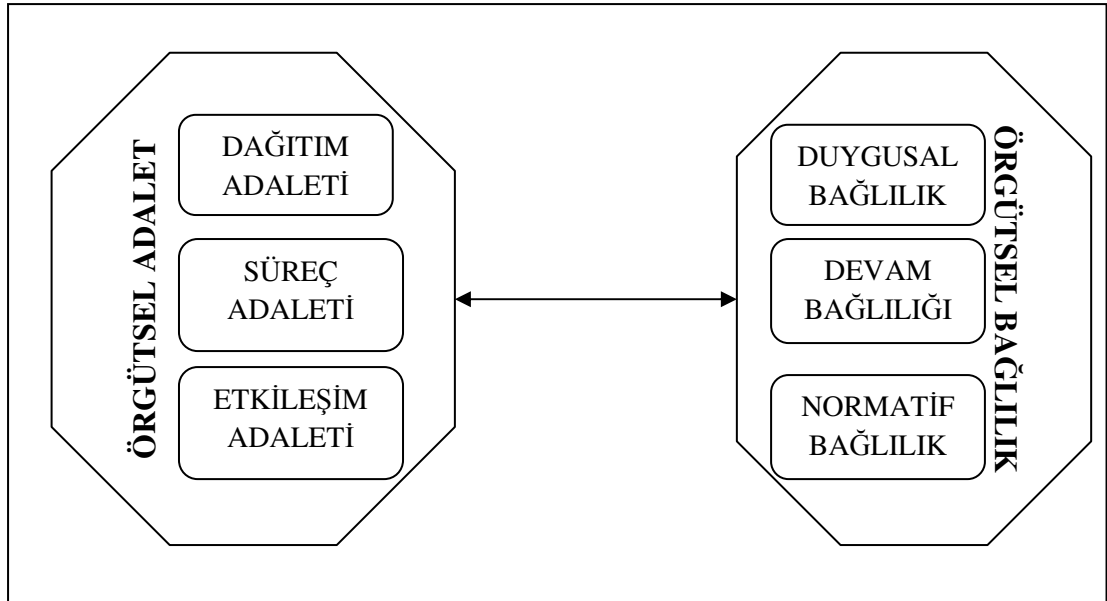 ÖRGÜTSEL ADALET
DAĞITIM
ADALETİ
SÜREÇ
ADALETİ
ETKİLEŞİM
ADALETİ
DUYGUSAL
BAĞLILIK
DEVAM
BAĞLILIĞI
NORMATİF
BAĞLILIK
ÖRGÜTSEL BAĞLILIK